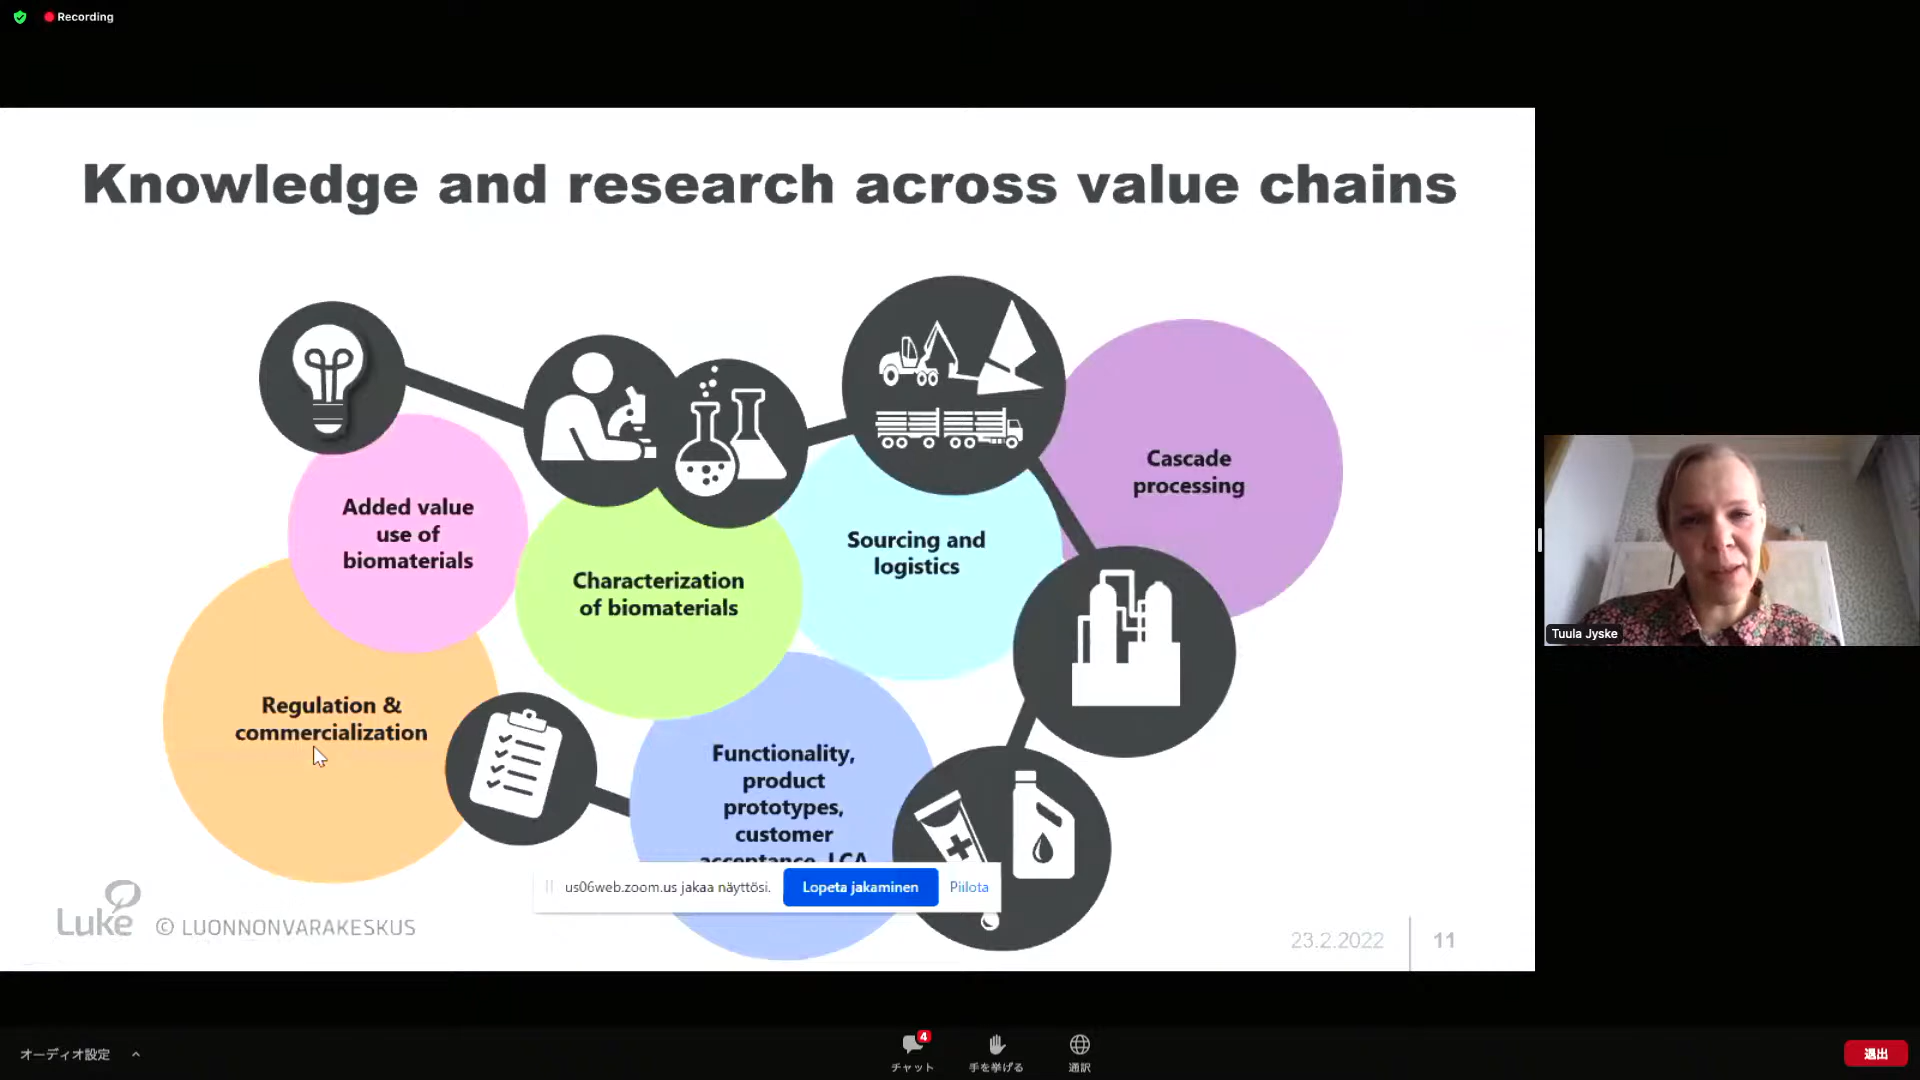 Recording
Knowledge and research across value chains
Added value
use of
biomaterials
Characterization
of biomaterials
Sourcing and
logistics
Cascade
processing
Regulation &
commercialization
Functionality,
product
prototypes,
customer
acceptance, LCA
us06web.zoom.us jakaa näyttösi.
Lopeta jakaminen
Piilota
Luke
© LUONNONVARAKESKUS
23.2.2022
11
Tuula Jyske
オーディオ設定
4
チャット
手を挙げる
通訳
退出